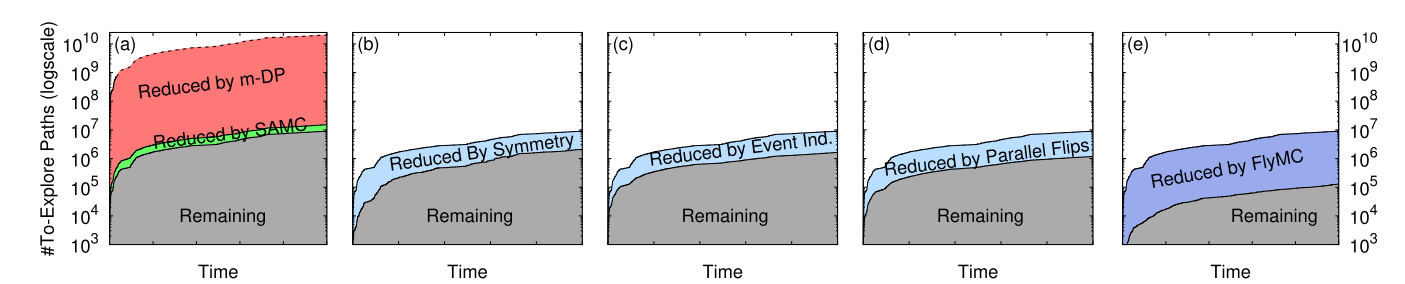 #To-Explore Paths (logscale)
10^10
10^9
10^8
10^7
10^6
10^5
10^4
10^3
(a)
Reduced by m-DP
Reduced by SAMC
Remaining
Time
(b)
Reduced By Symmetry
Remaining
Time
(c)
Reduced by Event Ind.
Remaining
Time
(d)
Reduced by Parallel Flips
Remaining
Time
(e)
Reduced by FlyMC
Remaining
Time
10^10
10^9
10^8
10^7
10^6
10^5
10^4
10^3